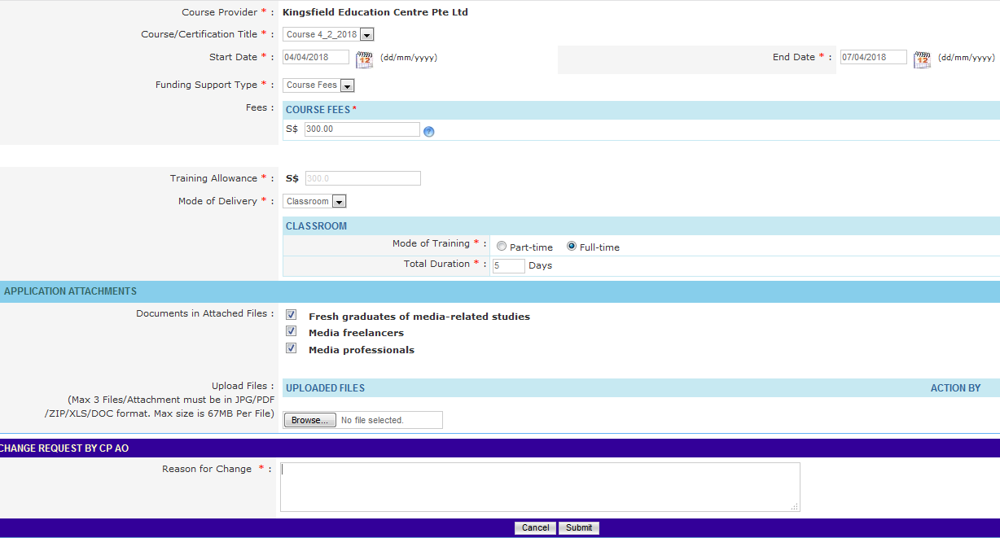 Course Provider * : Kingsfield Education Centre Pte Ltd
Course/Certification Title * : Course 4_2_2018
Start Date * : 04/04/2018 12 (dd/mm/yyyy) End Date * : 07/04/2018 12 (dd/mm/yyyy)
Funding Support Type * : Course Fees
Fees : COURSE FEES *
S$ 300.00 ?
Training Allowance * : S$ 300.0
Mode of Delivery * : Classroom
CLASSROOM
Mode of Training * : Part-time Full-time
Total Duration * : 5 Days
APPLICATION ATTACHMENTS
Documents in Attached Files : Fresh graduates of media-related studies
Media freelancers
Media professionals
Upload Files : UPLOADED FILES ACTION BY
(Max 3 Files/Attachment must be in JPG/PDF
/ZIP/XLS/DOC format. Max size is 67MB Per File)
Browse... No file selected.
CHANGE REQUEST BY CP AO
Reason for Change * :
Cancel Submit